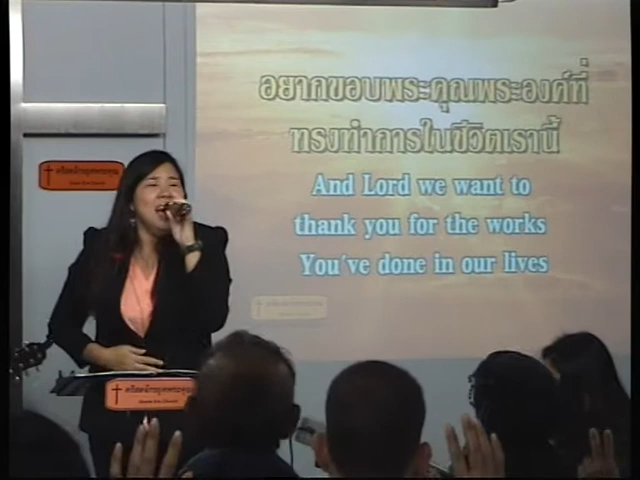 อยากขอบพระคุณพระองค์ที่
ทรงทำการในชีวิตเรานี้
And Lord we want to
thank you for the works
You've done in our lives